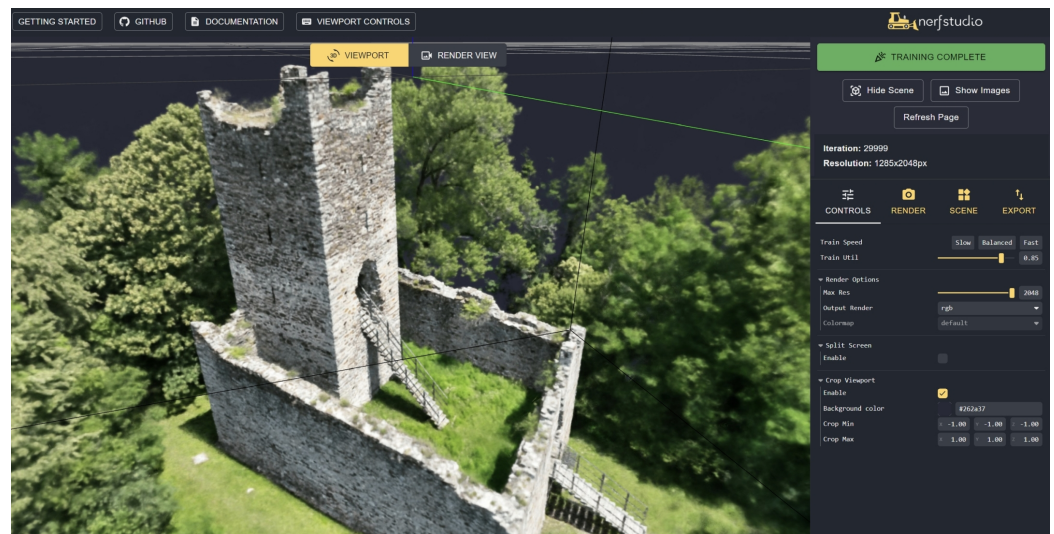 GETTING STARTED GITHUB DOCUMENTATION VIEWPORT CONTROLS
nerfstudio
3D VIEWPORT RENDER VIEW
TRAINING COMPLETE
Hide Scene Show Images
Refresh Page
Iteration: 29999
Resolution: 1285x2048px
CONTROLS RENDER SCENE EXPORT
Train Speed Slow Balanced Fast
Train Util 0.85
Render Options
Max Res 2048
Output Render rgb
Colormap default
Split Screen
Enable
Crop Viewport
Enable
Background color #262a37
Crop Min X -1.00 Y -1.00 Z -1.00
Crop Max X 1.00 Y 1.00 Z 1.00